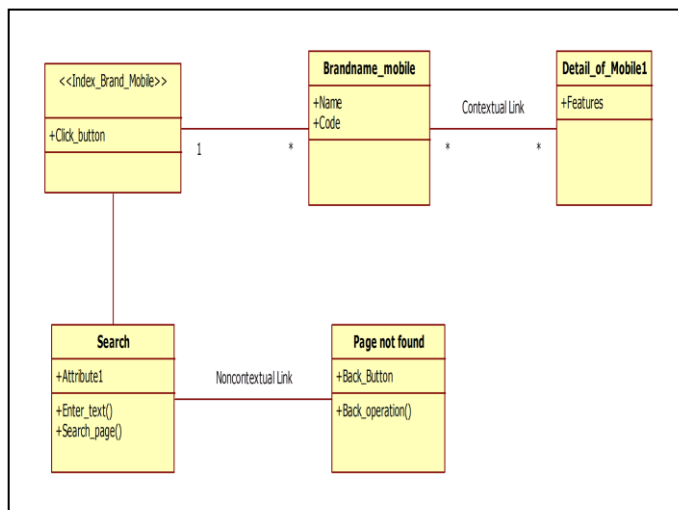 <<Index_Brand_Mobile>>
+Click_button
1
*
Brandname_mobile
+Name
+Code
Contextual Link
*
*
Detail_of_Mobile1
+Features
Search
+Attribute1
+Enter_text()
+Search_page()
Noncontextual Link
Page not found
+Back_Button
+Back_operation()